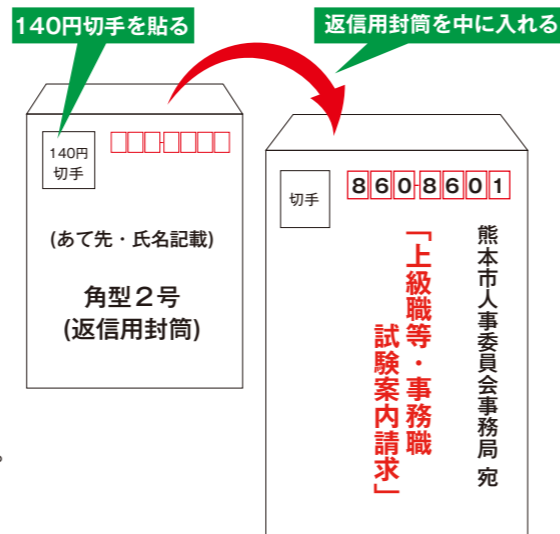 140円切手を貼る
返信用封筒を中に入れる
140円
切手
(あて先・氏名記載)
角型2号
(返信用封筒)
。
切手
860-8601
熊本市人事委員会事務局 宛
「上級職等・事務職
試験案内請求」